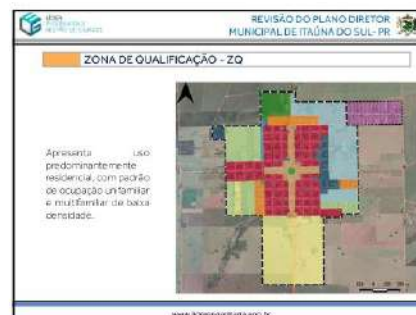 LÍDER
REVISÃO DO PLANO DIRETOR
MUNICIPAL DE ITAÚNA DO SUL- PR
ZONA DE QUALIFICAÇÃO - ZQ
Apresenta uso
predominantemente
residencial, com padrão
de ocupação unifamiliar
e multifamiliar de baixa
densidade.